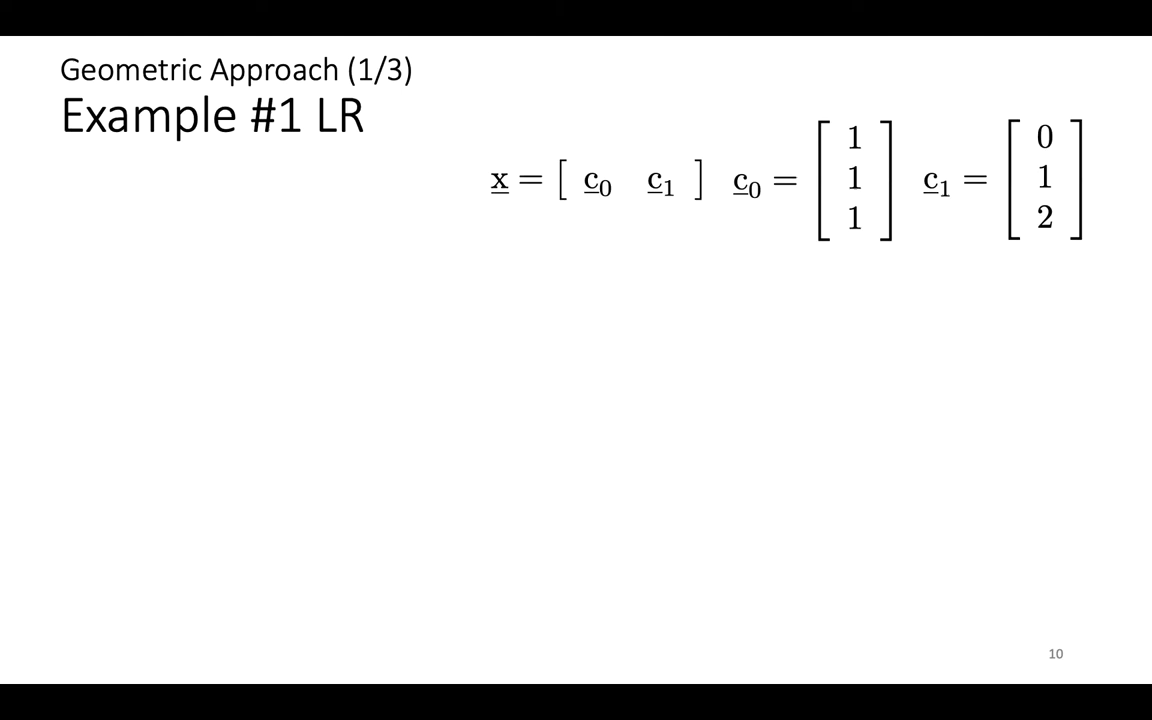 Geometric Approach (1/3)
Example #1 LR
x = [ c0 c1 ] c0 = [ 1 1 1 ] c1 = [ 0 1 2 ]
10